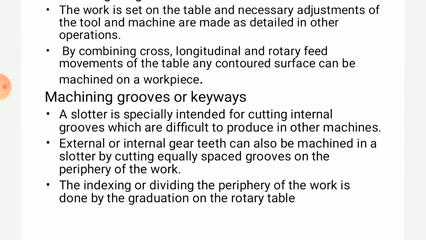 • The work is set on the table and necessary adjustments of
the tool and machine are made as detailed in other
operations.
• By combining cross, longitudinal and rotary feed
movements of the table any contoured surface can be
machined on a workpiece.
Machining grooves or keyways
• A slotter is specially intended for cutting internal
grooves which are difficult to produce in other machines.
• External or internal gear teeth can also be machined in a
slotter by cutting equally spaced grooves on the
periphery of the work.
• The indexing or dividing the periphery of the work is
done by the graduation on the rotary table